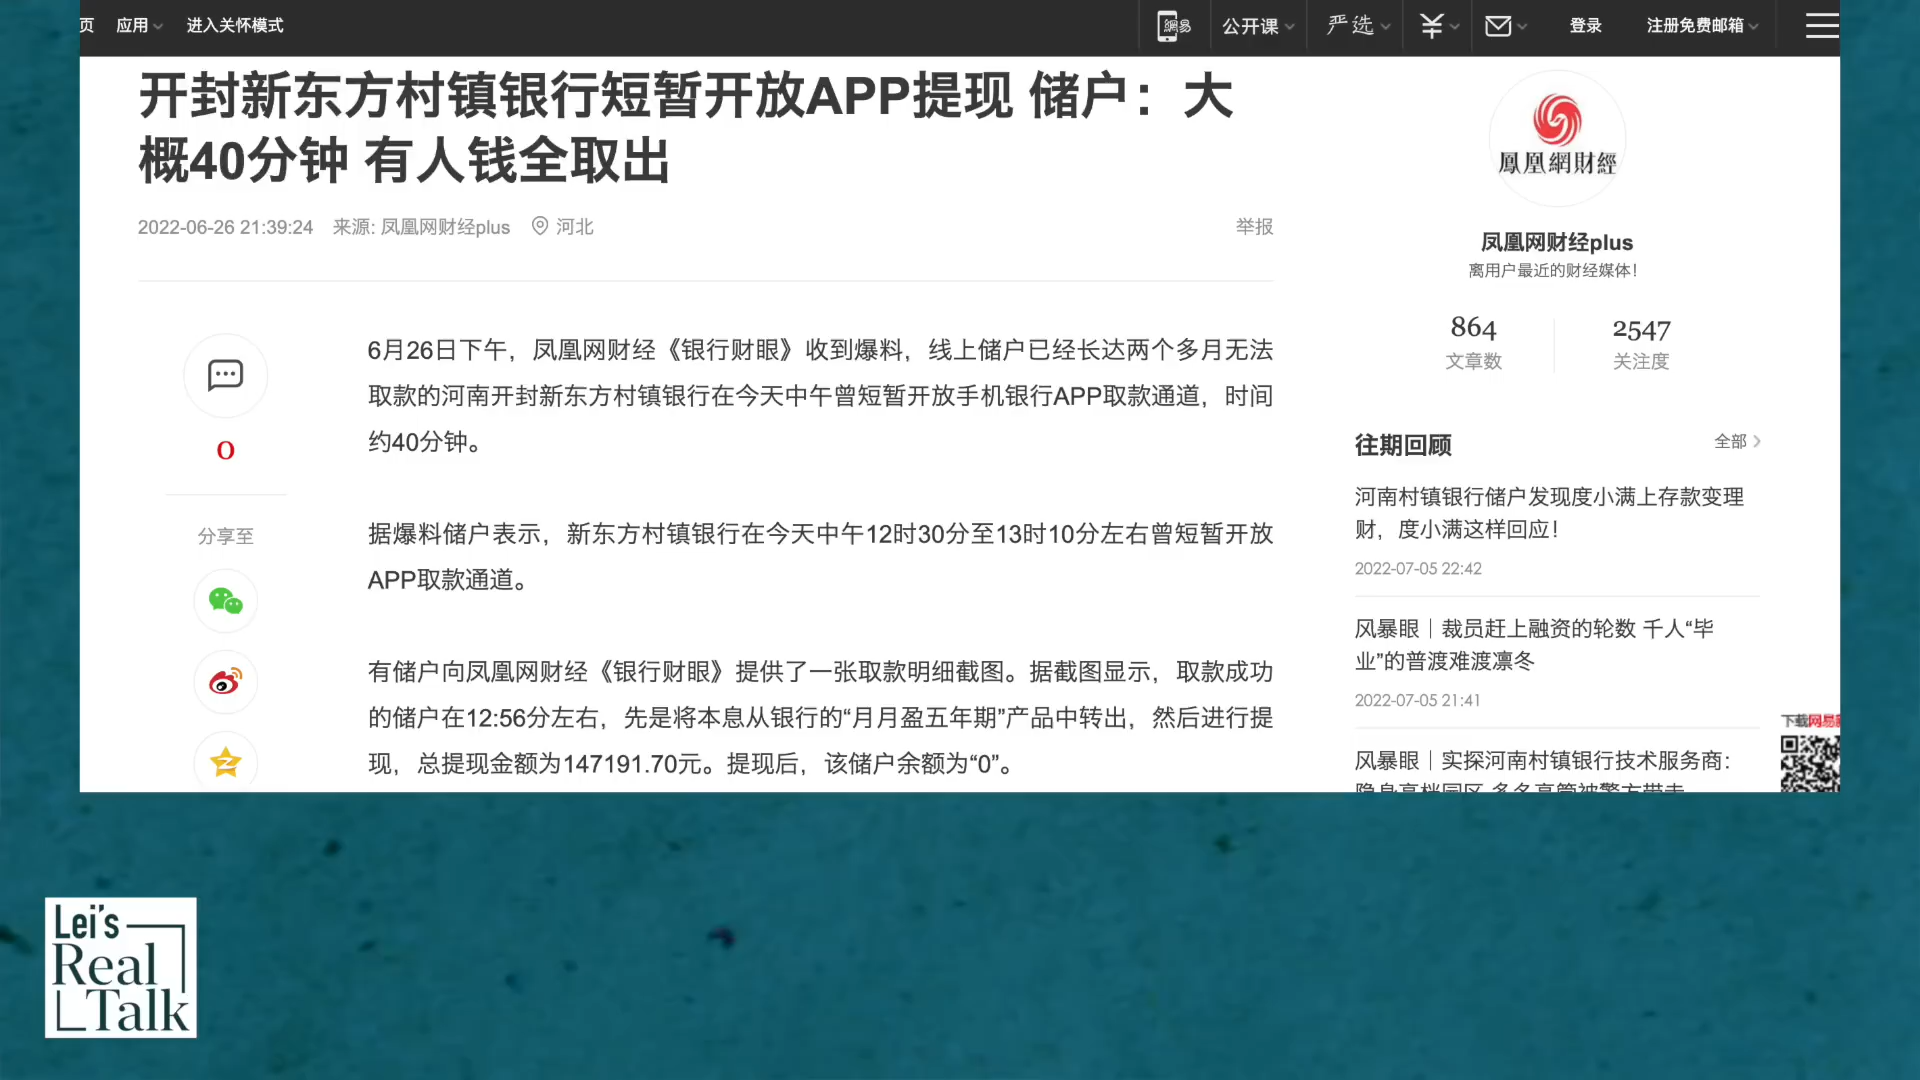 页 应用 进入关怀模式 網易 公开课 严选 登录 注册免费邮箱
开封新东方村镇银行短暂开放APP提现 储户：大
概40分钟 有人钱全取出
2022-06-26 21:39:24 来源: 凤凰网财经plus 河北 举报
0
分享至
6月26日下午，凤凰网财经《银行财眼》收到爆料，线上储户已经长达两个多月无法
取款的河南开封新东方村镇银行在今天中午曾短暂开放手机银行APP取款通道，时间
约40分钟。
据爆料储户表示，新东方村镇银行在今天中午12时30分至13时10分左右曾短暂开放
APP取款通道。
有储户向凤凰网财经《银行财眼》提供了一张取款明细截图。据截图显示，取款成功
的储户在12:56分左右，先是将本息从银行的“月月盈五年期”产品中转出，然后进行提
现，总提现金额为147191.70元。提现后，该储户余额为“0”。
鳳凰網財經
凤凰网财经plus
离用户最近的财经媒体！
864 2547
文章数 关注度
往期回顾 全部
河南村镇银行储户发现度小满上存款变理
财，度小满这样回应！
2022-07-05 22:42
风暴眼｜裁员赶上融资的轮数 千人“毕
业”的普渡难渡凛冬
2022-07-05 21:41
风暴眼｜实探河南村镇银行技术服务商：
隐身高档园区 多名高管被警方带走
下载网易
Lei's
Real
Talk